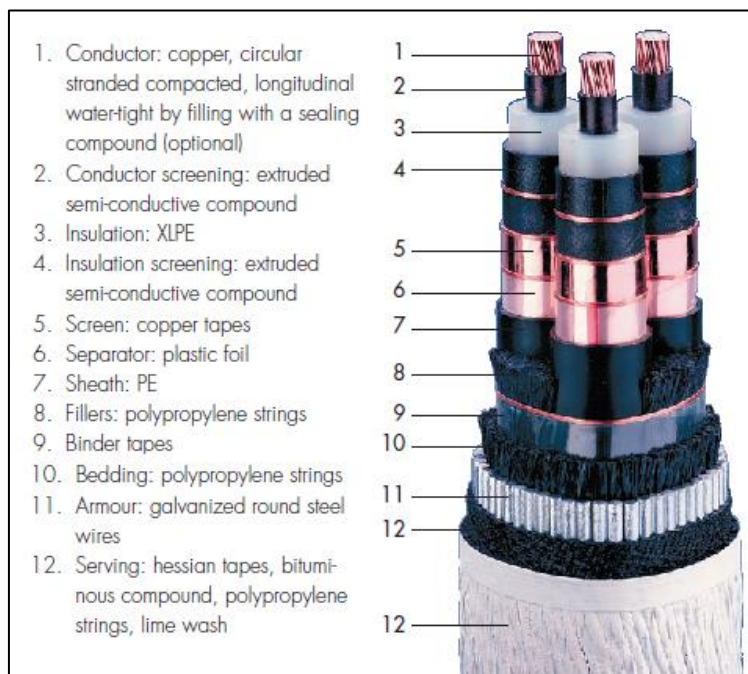 1. Conductor: copper, circular
stranded compacted, longitudinal
water-tight by filling with a sealing
compound (optional)
2. Conductor screening: extruded
semi-conductive compound
3. Insulation: XLPE
4. Insulation screening: extruded
semi-conductive compound
5. Screen: copper tapes
6. Separator: plastic foil
7. Sheath: PE
8. Fillers: polypropylene strings
9. Binder tapes
10. Bedding: polypropylene strings
11. Armour: galvanized round steel
wires
12. Serving: hessian tapes, bitumi-
nous compound, polypropylene
strings, lime wash
1
2
3
4
5
6
7
8
9
10
11
12
12